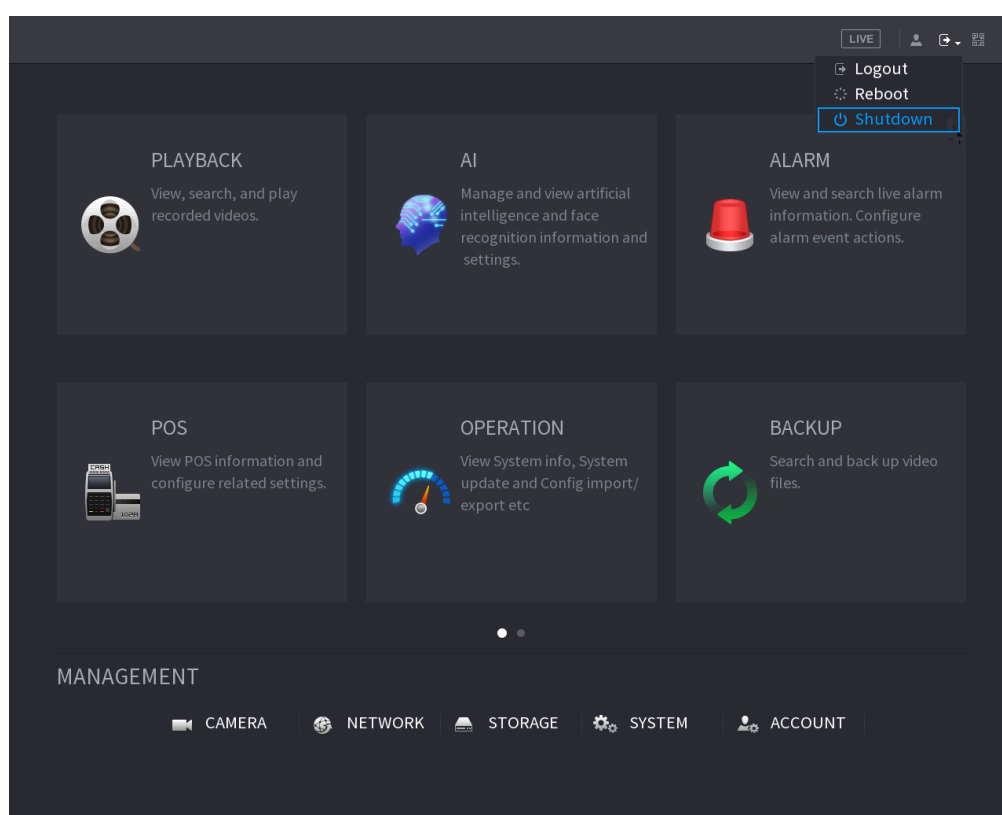 LIVE
Logout
Reboot
Shutdown
PLAYBACK
View, search, and play
recorded videos.
AI
Manage and view artificial
intelligence and face
recognition information and
settings.
ALARM
View and search live alarm
information. Configure
alarm event actions.
POS
View POS information and
configure related settings.
CASH
1028
OPERATION
View System info, System
update and Config import/
export etc
BACKUP
Search and back up video
files.
MANAGEMENT
CAMERA
NETWORK
STORAGE
SYSTEM
ACCOUNT